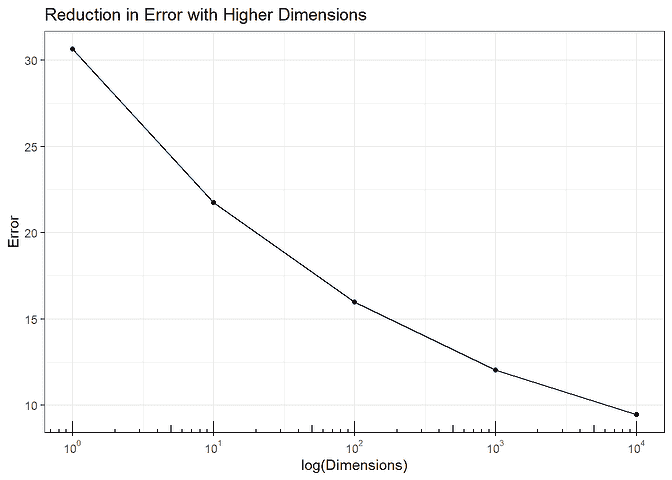 Reduction in Error with Higher Dimensions
30
25
20
15
10
Error
10⁰ 10¹ 10² 10³ 10⁴
log(Dimensions)